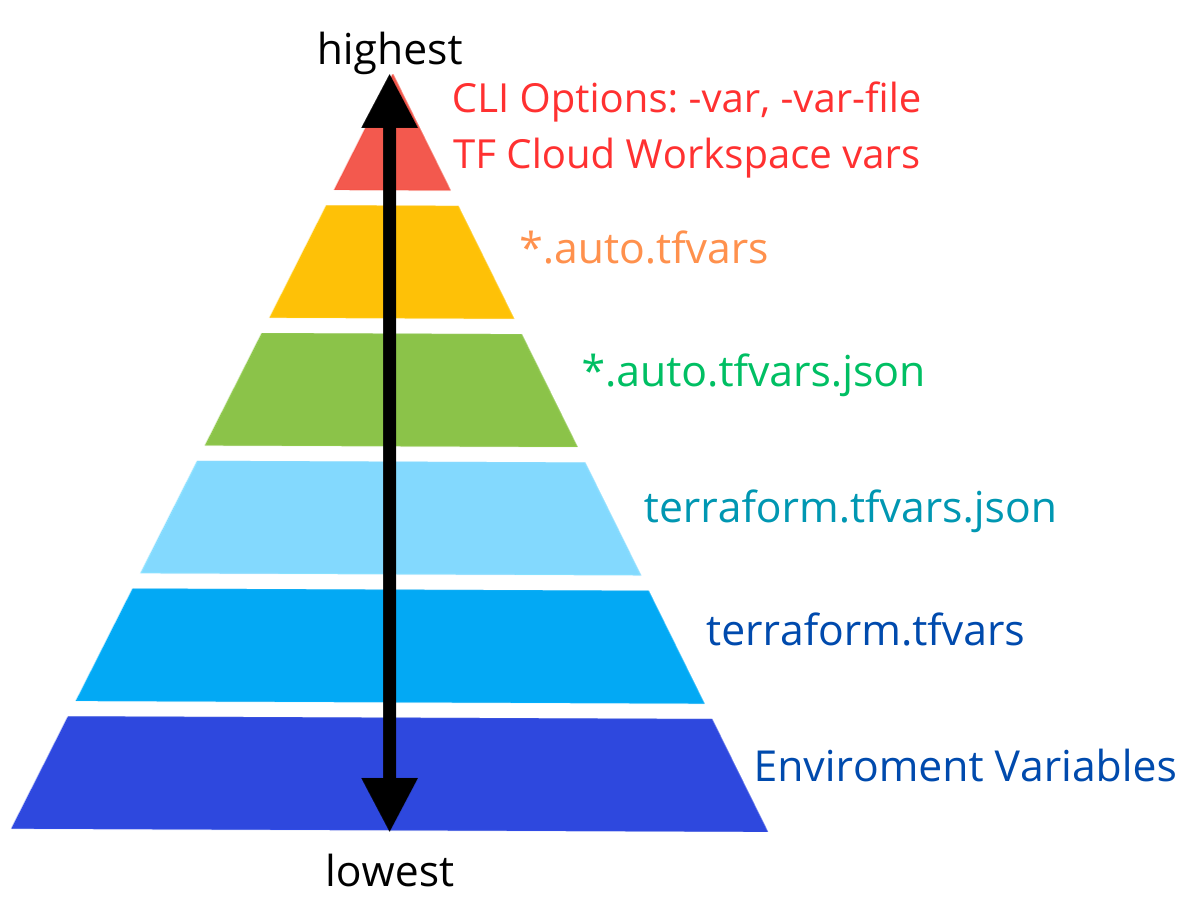 highest
CLI Options: -var, -var-file
TF Cloud Workspace vars
*.auto.tfvars
*.auto.tfvars.json
terraform.tfvars.json
terraform.tfvars
Enviroment Variables
lowest